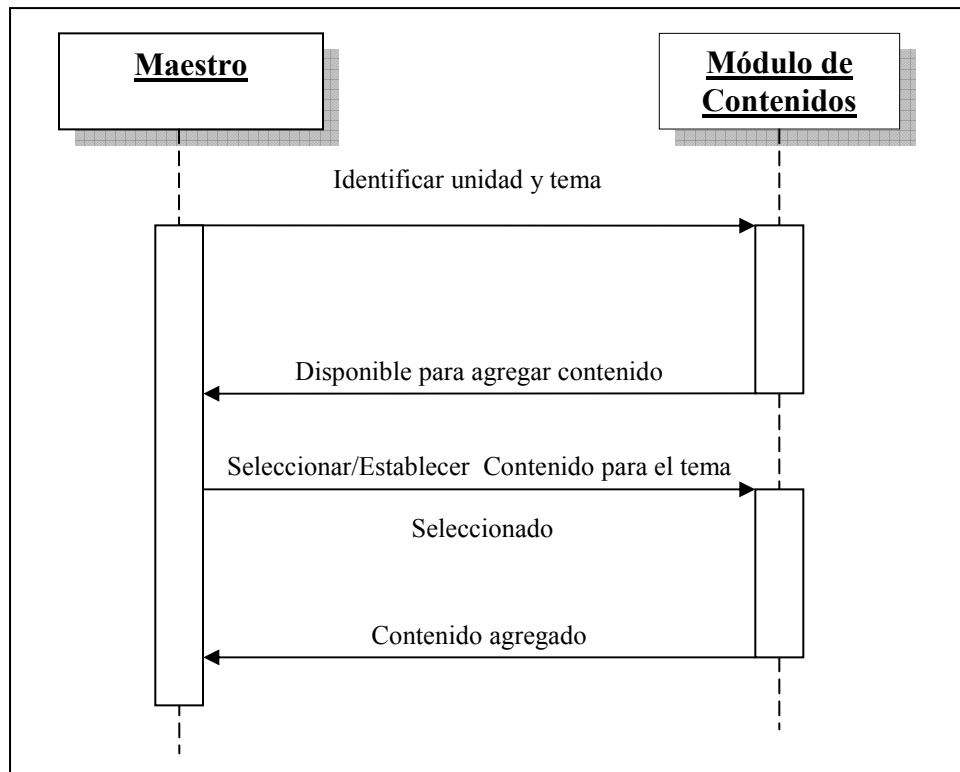 Maestro
Módulo de
Contenidos
Identificar unidad y tema
Disponible para agregar contenido
Seleccionar/Establecer  Contenido para el tema
Seleccionado
Contenido agregado